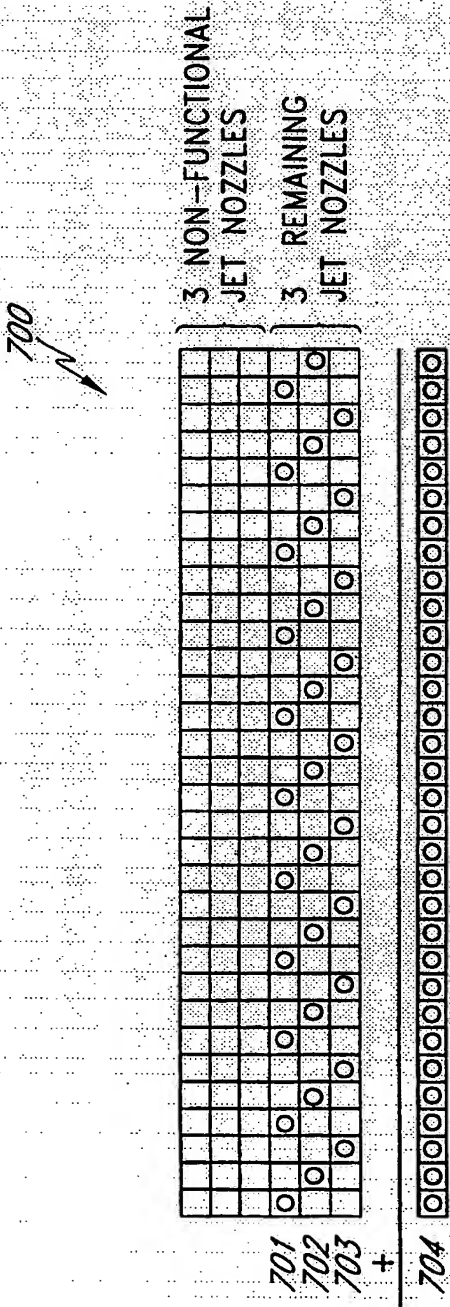 700
3 NON-FUNCTIONAL
JET NOZZLES
3 REMAINING
JET NOZZLES
701
702
703
+
704